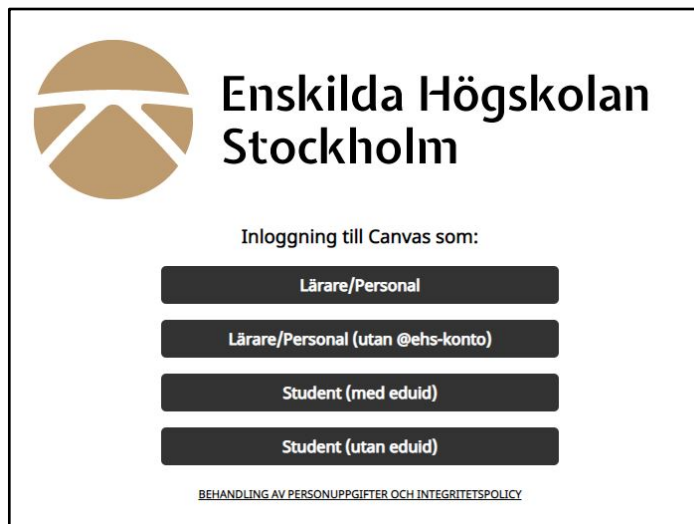 Enskilda Högskolan
Stockholm
Inloggning till Canvas som:
Lärare/Personal
Lärare/Personal (utan @ehs-konto)
Student (med eduid)
Student (utan eduid)
BEHANDLING AV PERSONUPPGIFTER OCH INTEGRITETSPOLICY